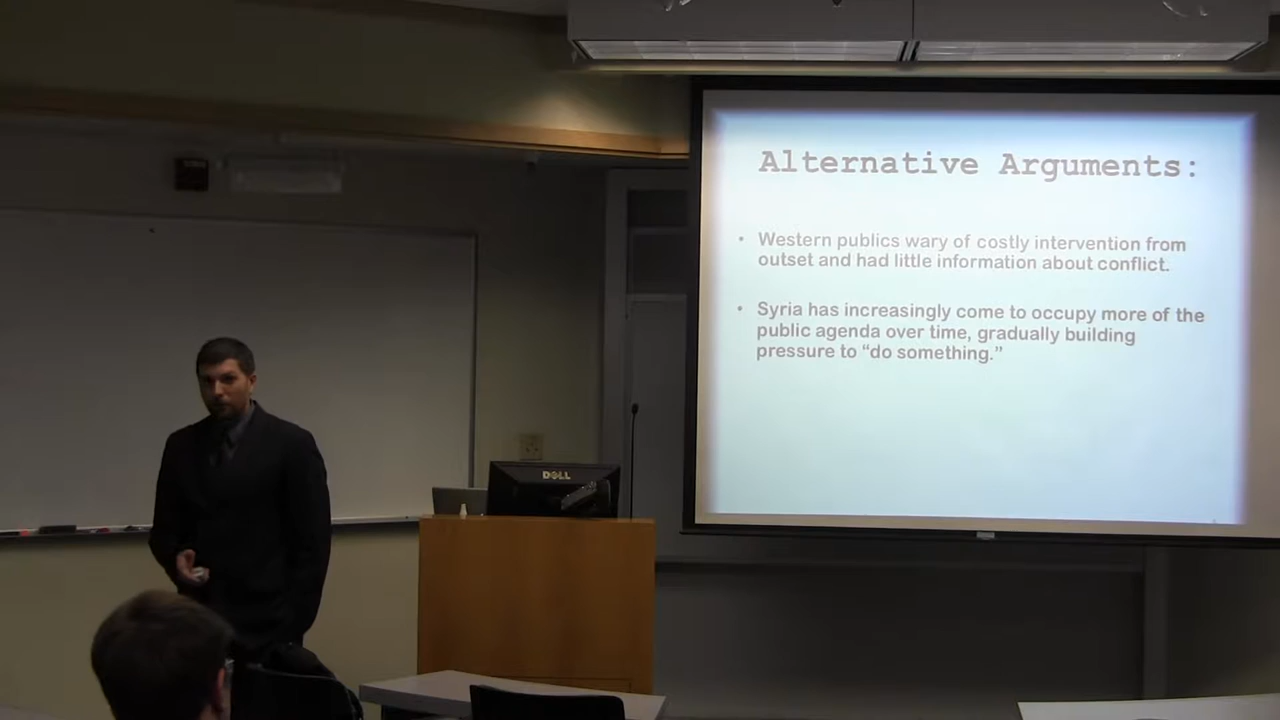 Alternative Arguments:
• Western publics wary of costly intervention from
outset and had little information about conflict.
• Syria has increasingly come to occupy more of the
public agenda over time, gradually building
pressure to “do something.”
DELL